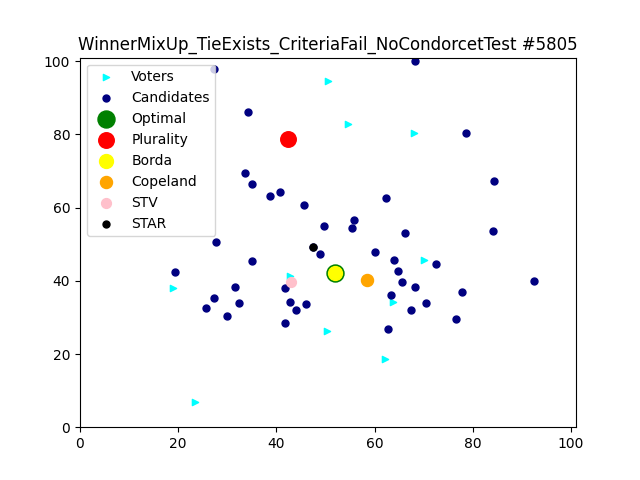 WinnerMixUp_TieExists_CriteriaFail_NoCondorcetTest #5805
100
80
60
40
20
0
Voters
Candidates
Optimal
Plurality
Borda
Copeland
STV
STAR
0 20 40 60 80 100